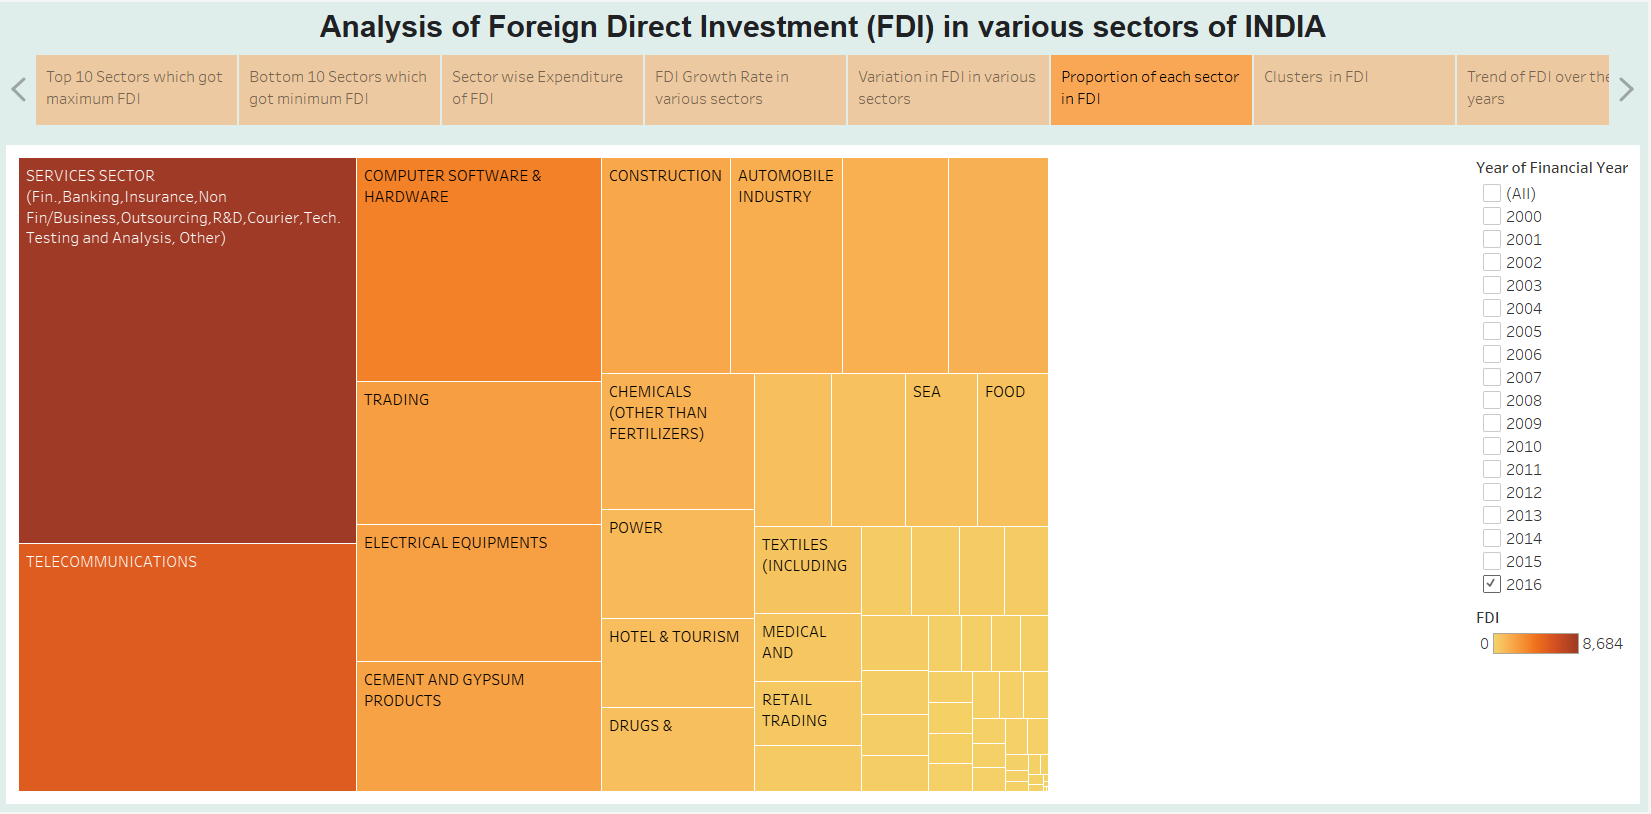 Analysis of Foreign Direct Investment (FDI) in various sectors of INDIA
Top 10 Sectors which got
maximum FDI
Bottom 10 Sectors which
got minimum FDI
Sector wise Expenditure
of FDI
FDI Growth Rate in
various sectors
Variation in FDI in various
sectors
Proportion of each sector
in FDI
Clusters in FDI
Trend of FDI over the
years
SERVICES SECTOR
(Fin.,Banking,Insurance,Non
Fin/Business,Outsourcing,R&D,Courier,Tech.
Testing and Analysis, Other)
TELECOMMUNICATIONS
COMPUTER SOFTWARE &
HARDWARE
TRADING
ELECTRICAL EQUIPMENTS
CEMENT AND GYPSUM
PRODUCTS
CONSTRUCTION
AUTOMOBILE
INDUSTRY
CHEMICALS
(OTHER THAN
FERTILIZERS)
POWER
HOTEL & TOURISM
DRUGS &
SEA
FOOD
TEXTILES
(INCLUDING
MEDICAL
AND
RETAIL
TRADING
Year of Financial Year
(All)
2000
2001
2002
2003
2004
2005
2006
2007
2008
2009
2010
2011
2012
2013
2014
2015
2016
FDI
0 8,684